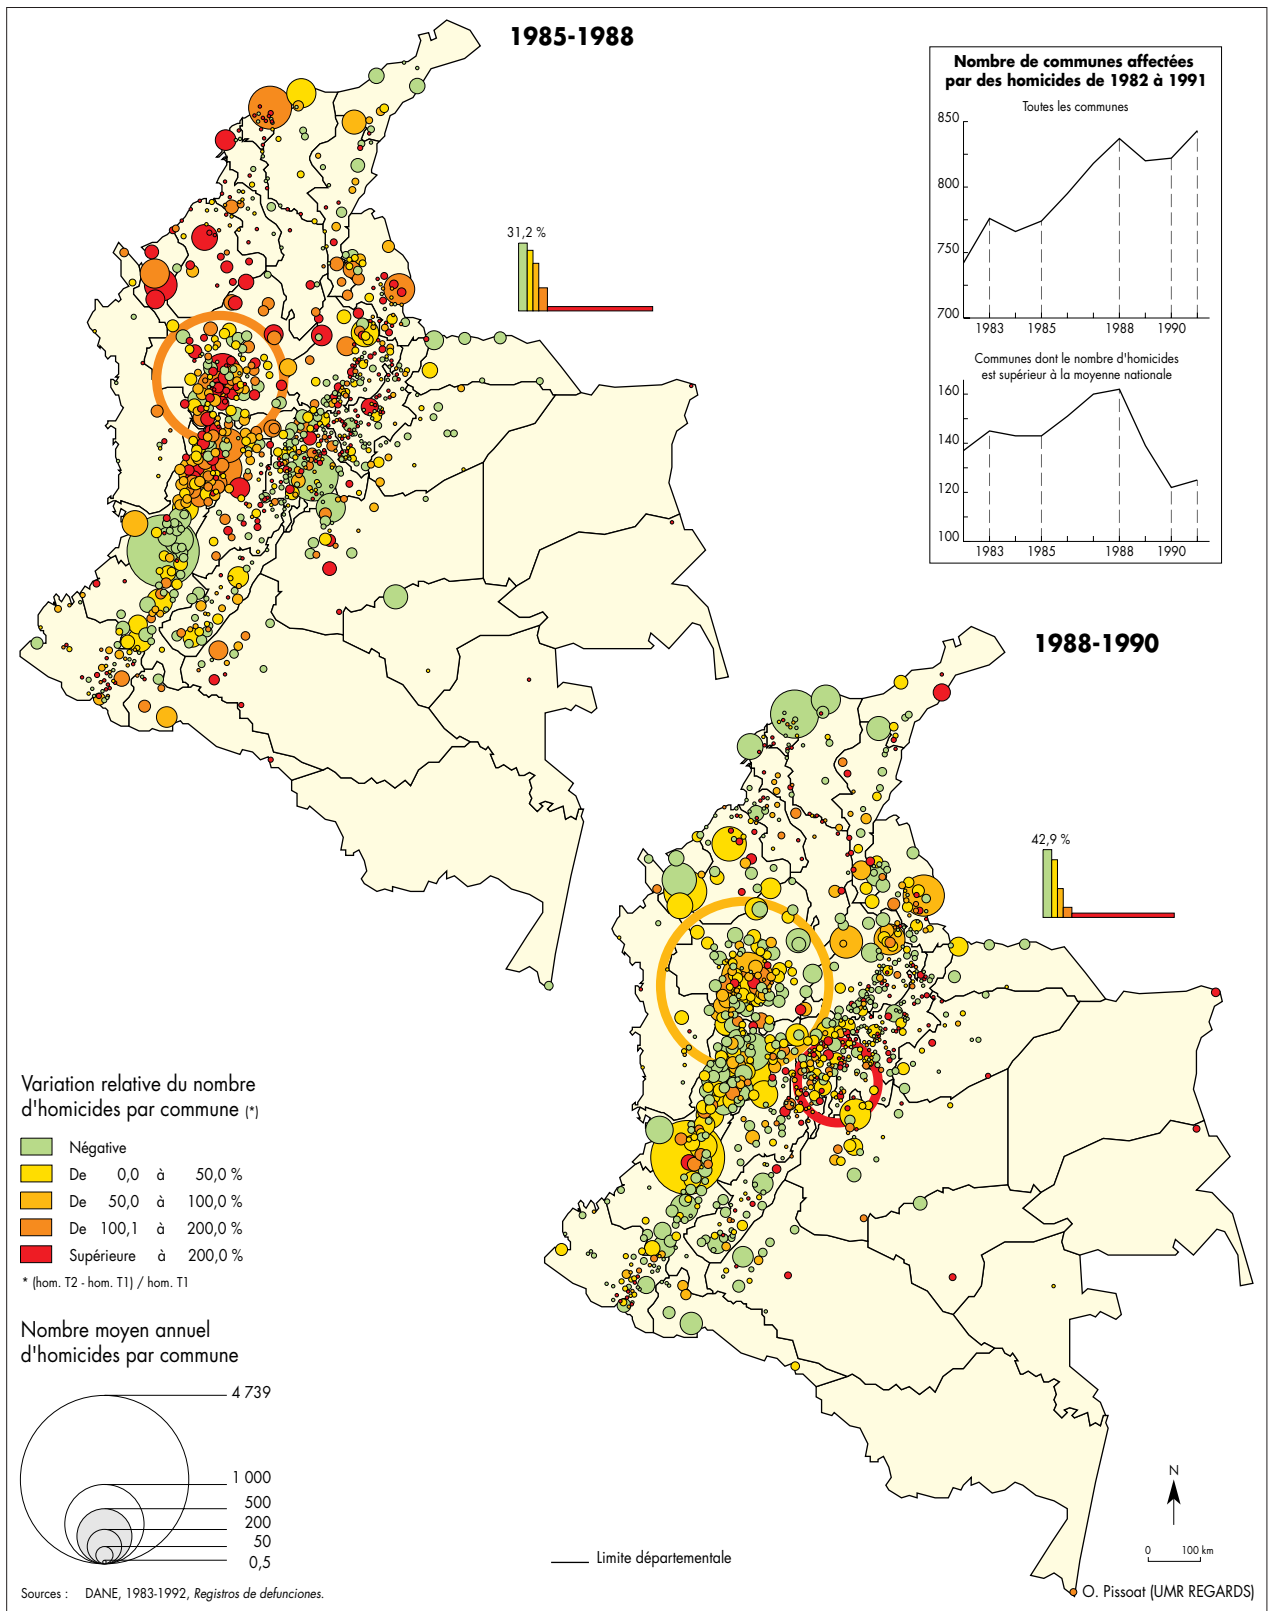 1985-1988
Nombre de communes affectées
par des homicides de 1982 à 1991
Toutes les communes
850
800
750
700
1983 1985 1988 1990
Communes dont le nombre d'homicides
est supérieur à la moyenne nationale
160
140
120
100
1983 1985 1988 1990
31,2 %
1988-1990
42,9 %
Variation relative du nombre
d'homicides par commune (*)
Négative
De 0,0 à 50,0 %
De 50,0 à 100,0 %
De 100,1 à 200,0 %
Supérieure à 200,0 %
* (hom. T2 - hom. T1) / hom. T1
Nombre moyen annuel
d'homicides par commune
4 739
1 000
500
200
50
0,5
Limite départementale
N
0 100 km
Sources : DANE, 1983-1992, Registros de defunciones.
O. Pissoat (UMR REGARDS)